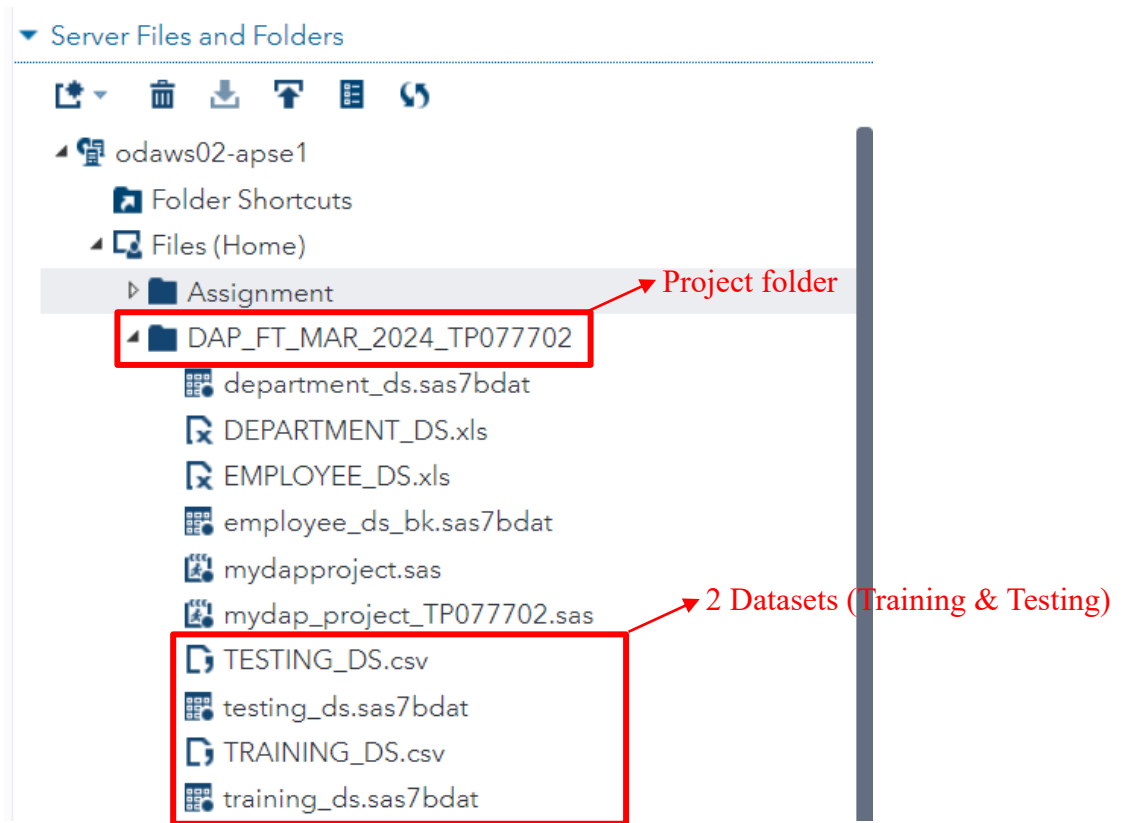 Server Files and Folders
odaws02-apse1
Folder Shortcuts
Files (Home)
Assignment
Project folder
DAP_FT_MAR_2024_TP077702
department_ds.sas7bdat
DEPARTMENT_DS.xls
EMPLOYEE_DS.xls
employee_ds_bk.sas7bdat
mydapproject.sas
2 Datasets (Training & Testing)
mydap_project_TP077702.sas
TESTING_DS.csv
testing_ds.sas7bdat
TRAINING_DS.csv
training_ds.sas7bdat